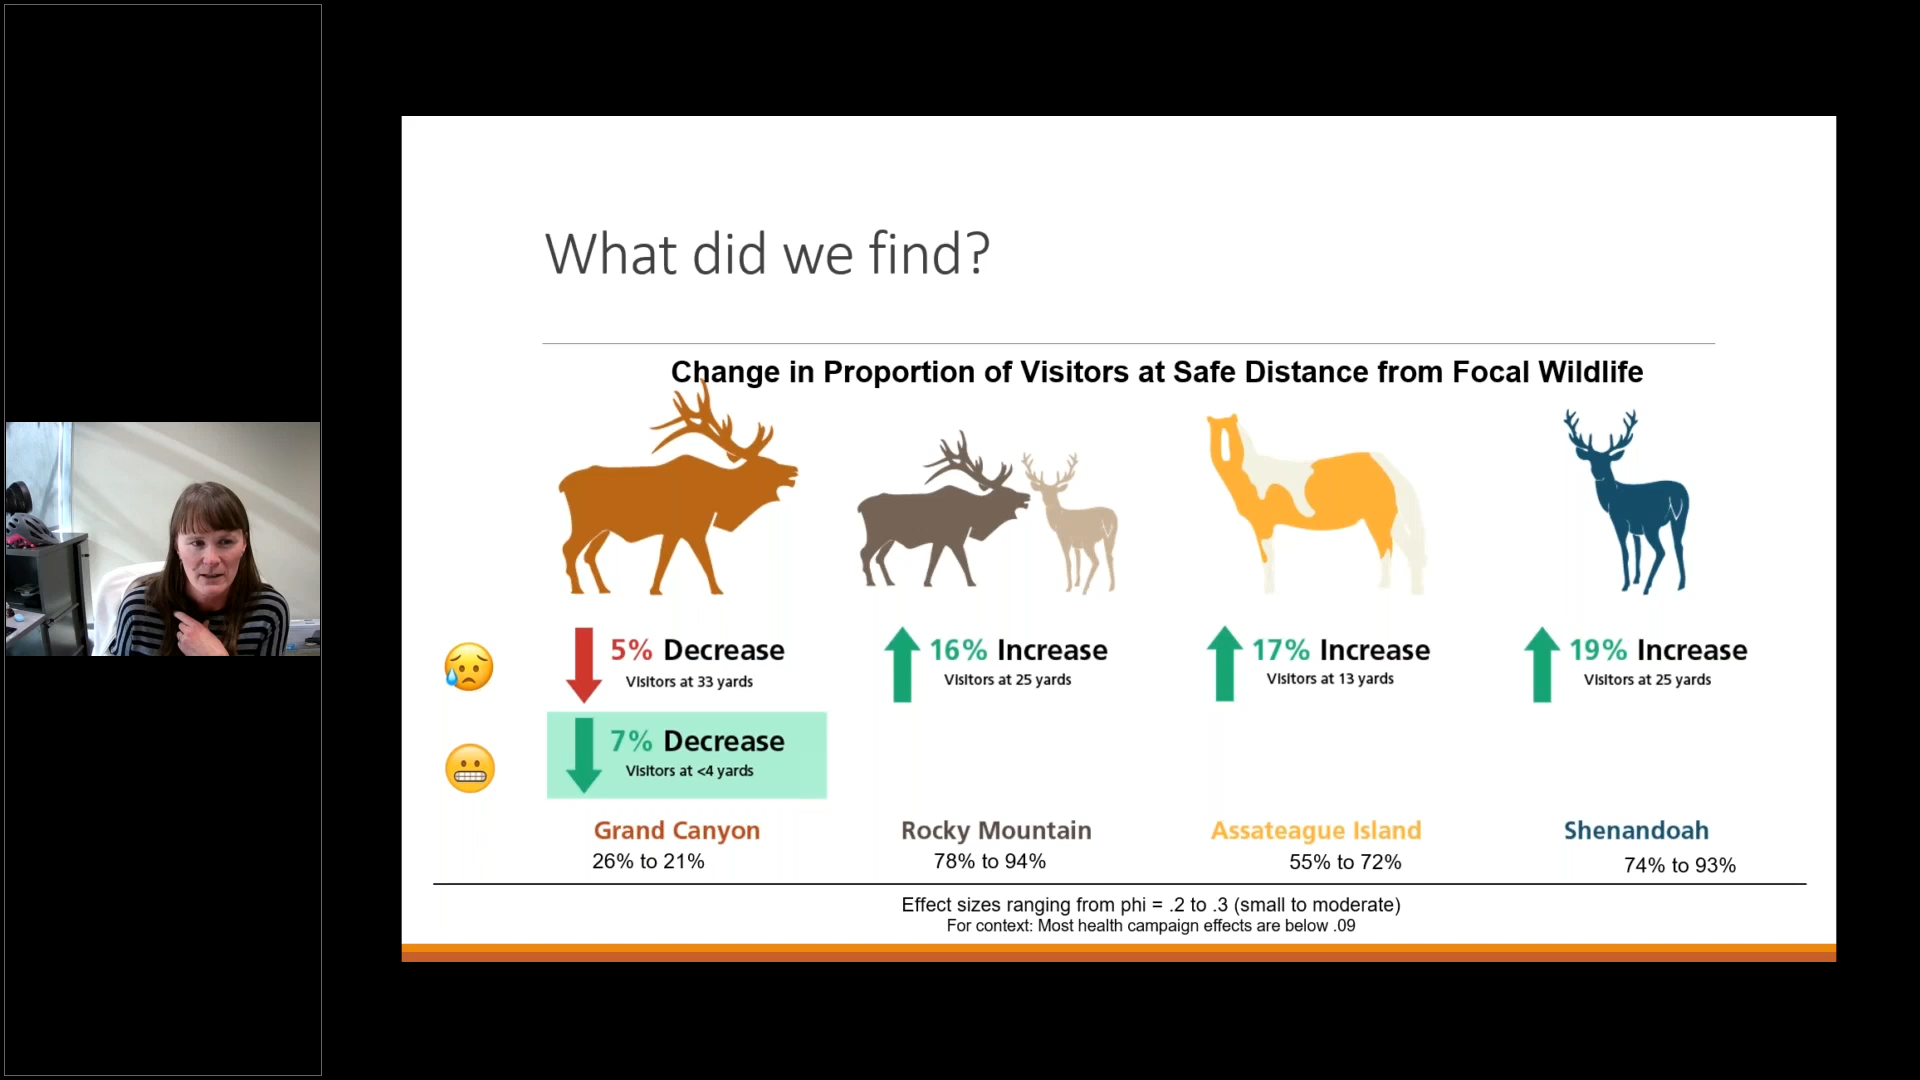 What did we find?
Change in Proportion of Visitors at Safe Distance from Focal Wildlife
5% Decrease
Visitors at 33 yards
16% Increase
Visitors at 25 yards
17% Increase
Visitors at 13 yards
19% Increase
Visitors at 25 yards
7% Decrease
Visitors at <4 yards
Grand Canyon
26% to 21%
Rocky Mountain
78% to 94%
Assateague Island
55% to 72%
Shenandoah
74% to 93%
Effect sizes ranging from phi = .2 to .3 (small to moderate)
For context: Most health campaign effects are below .09